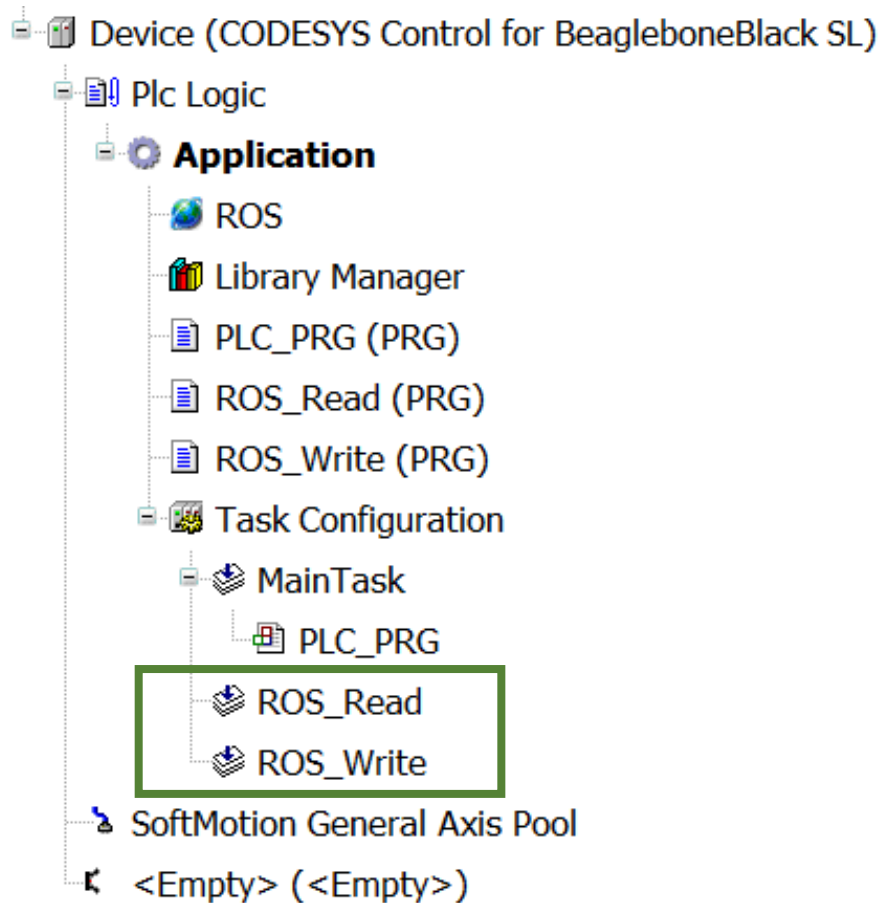 Device (CODESYS Control for BeagleboneBlack SL)
Plc Logic
Application
ROS
Library Manager
PLC_PRG (PRG)
ROS_Read (PRG)
ROS_Write (PRG)
Task Configuration
MainTask
PLC_PRG
ROS_Read
ROS_Write
SoftMotion General Axis Pool
<Empty> (<Empty>)